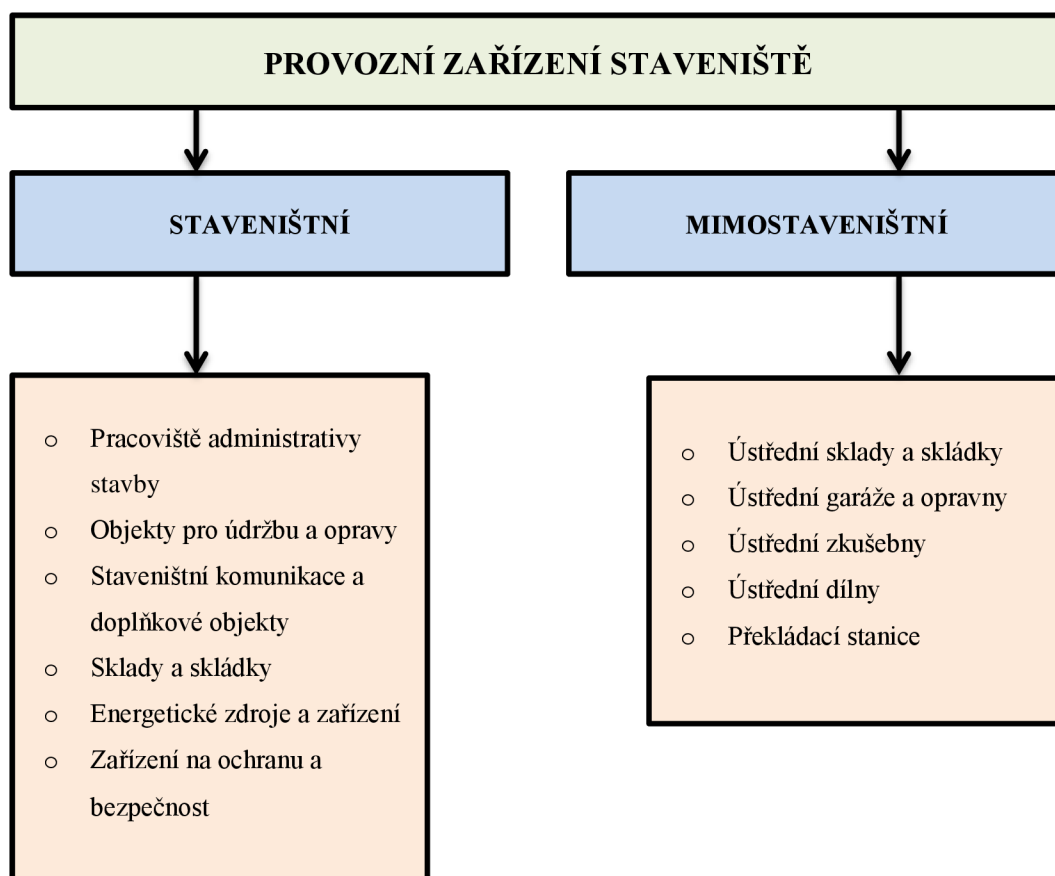 PROVOZNÍ ZAŘÍZENÍ STAVENIŠTĚ
STAVENIŠTNÍ
MIMOSTAVENIŠTNÍ
o Pracoviště administrativy
stavby
o Objekty pro údržbu a opravy
o Staveništní komunikace a
doplňkové objekty
o Sklady a skládky
o Energetické zdroje a zařízení
o Zařízení na ochranu a
bezpečnost
o Ústřední sklady a skládky
o Ústřední garáže a opravny
o Ústřední zkušebny
o Ústřední dílny
o Překládací stanice